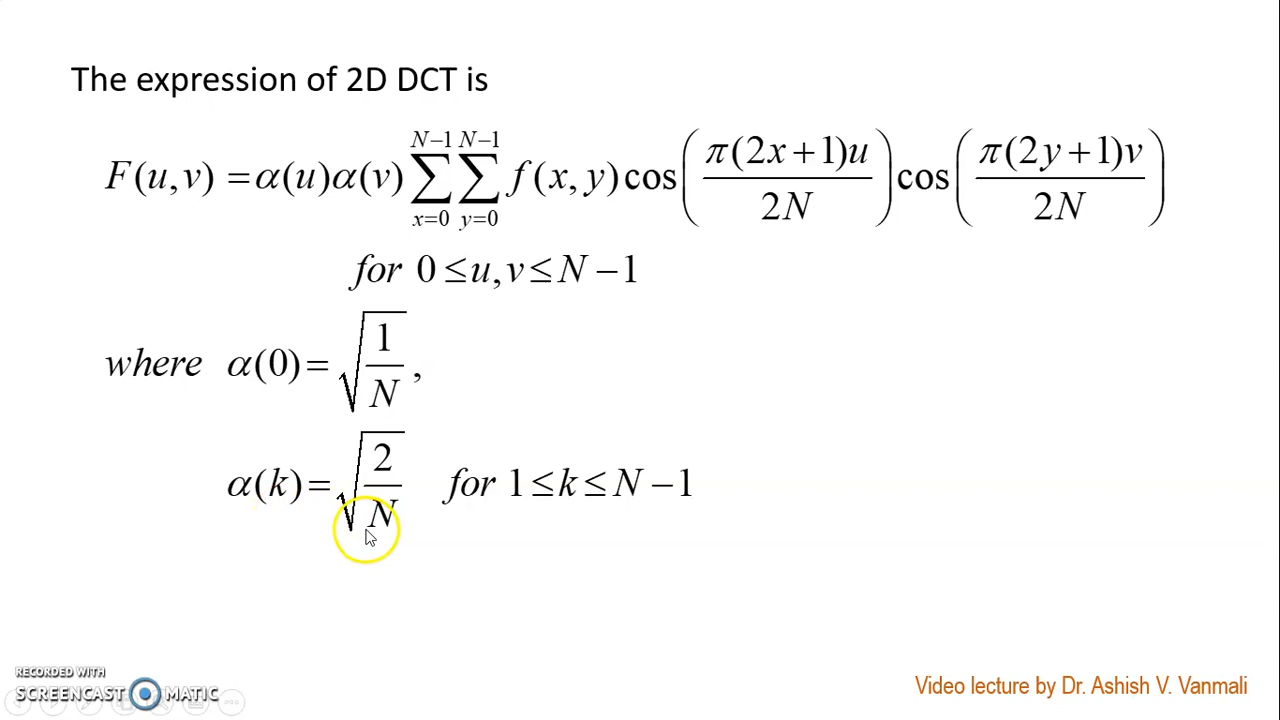 The expression of 2D DCT is
F(u,v) = α(u)α(v) ∑_{x=0}^{N−1} ∑_{y=0}^{N−1} f(x,y) cos(π(2x+1)u / 2N) cos(π(2y+1)v / 2N)
for 0 ≤ u,v ≤ N − 1
where α(0) = √(1/N) ,
α(k) = √(2/N) for 1 ≤ k ≤ N − 1
RECORDED WITH
SCREENCAST MATIC
Video lecture by Dr. Ashish V. Vanmali